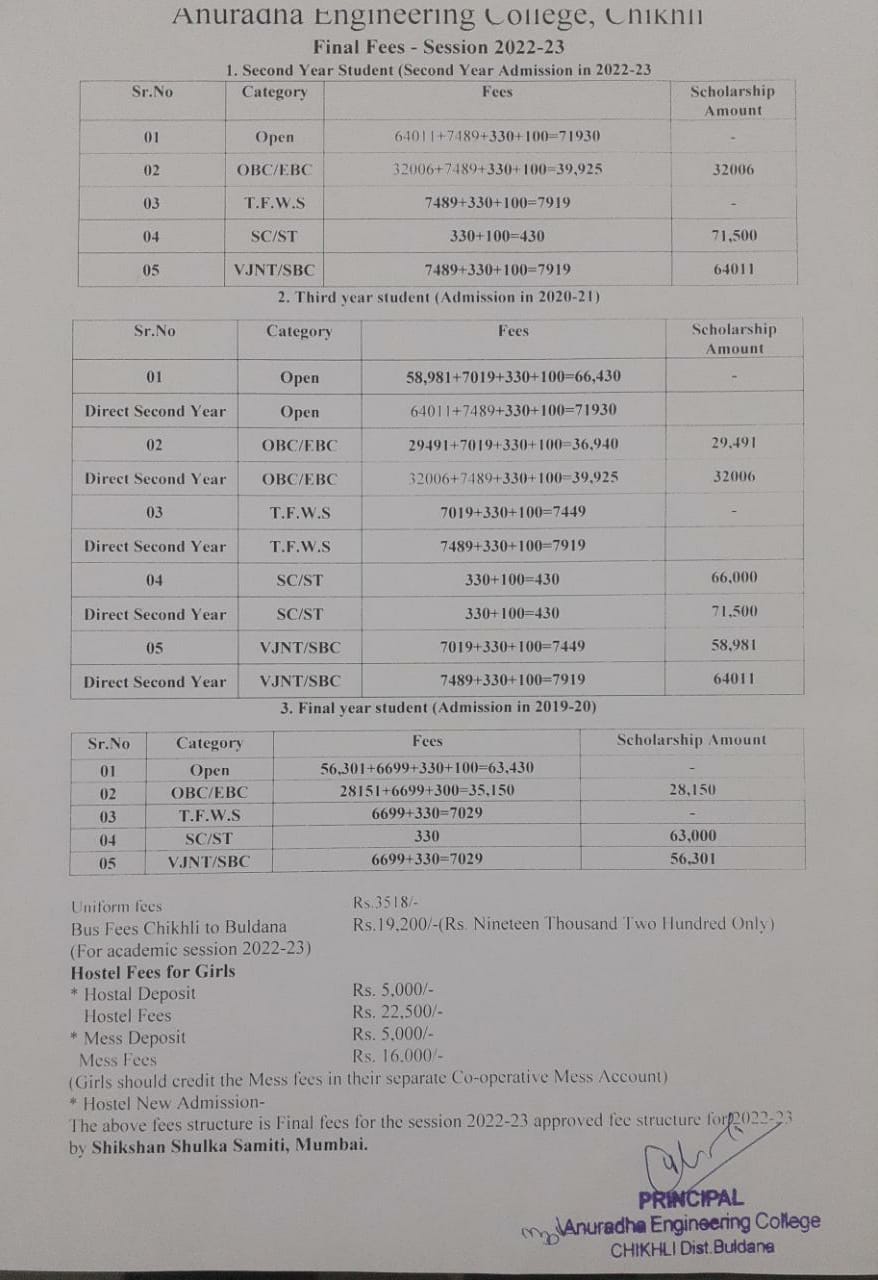 Anuradha Engineering College, Chikhli
Final Fees - Session 2022-23
1. Second Year Student (Second Year Admission in 2022-23
Sr.No Category Fees Scholarship Amount
01 Open 64011+7489+330+100=71930 -
02 OBC/EBC 32006+7489+330+100=39,925 32006
03 T.F.W.S 7489+330+100=7919 -
04 SC/ST 330+100=430 71,500
05 VJNT/SBC 7489+330+100=7919 64011
2. Third year student (Admission in 2020-21)
Sr.No Category Fees Scholarship Amount
01 Open 58,981+7019+330+100=66,430 -
Direct Second Year Open 64011+7489+330+100=71930
02 OBC/EBC 29491+7019+330+100=36,940 29,491
Direct Second Year OBC/EBC 32006+7489+330+100=39,925 32006
03 T.F.W.S 7019+330+100=7449 -
Direct Second Year T.F.W.S 7489+330+100=7919
04 SC/ST 330+100=430 66,000
Direct Second Year SC/ST 330+100=430 71,500
05 VJNT/SBC 7019+330+100=7449 58,981
Direct Second Year VJNT/SBC 7489+330+100=7919 64011
3. Final year student (Admission in 2019-20)
Sr.No Category Fees Scholarship Amount
01 Open 56,301+6699+330+100=63,430 -
02 OBC/EBC 28151+6699+300=35,150 28,150
03 T.F.W.S 6699+330=7029 -
04 SC/ST 330 63,000
05 VJNT/SBC 6699+330=7029 56,301
Uniform fees Rs.3518/-
Bus Fees Chikhli to Buldana Rs.19,200/-(Rs. Nineteen Thousand Two Hundred Only)
(For academic session 2022-23)
Hostel Fees for Girls
* Hostal Deposit Rs. 5,000/-
Hostel Fees Rs. 22,500/-
* Mess Deposit Rs. 5,000/-
Mess Fees Rs. 16,000/-
(Girls should credit the Mess fees in their separate Co-operative Mess Account)
* Hostel New Admission-
The above fees structure is Final fees for the session 2022-23 approved fee structure for 2022-23
by Shikshan Shulka Samiti, Mumbai.
PRINCIPAL
Anuradha Engineering College
CHIKHLI Dist.Buldana